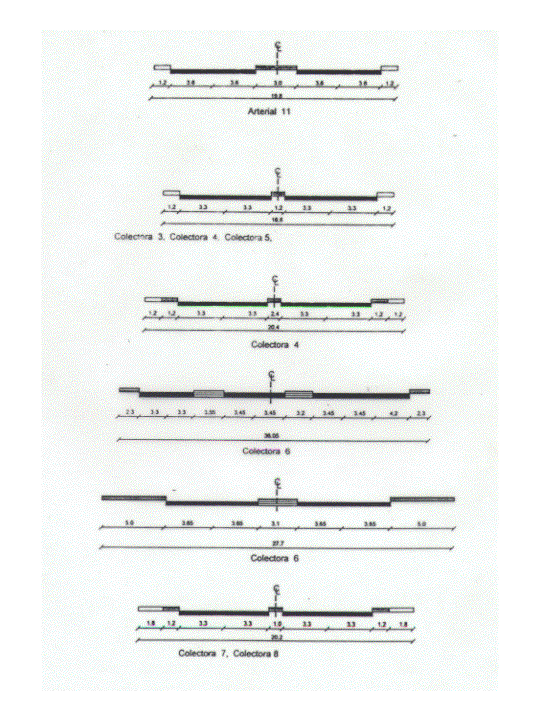 ℄
1.2 3.6 3.6 3.0 3.6 3.6 1.2
19.8
Arterial 11
℄
1.2 3.3 3.3 1.2 3.3 3.3 1.2
16.8
Colectora 3, Colectora 4, Colectora 5,
℄
1.2 1.2 3.3 3.3 2.4 3.3 3.3 1.2 1.2
20.4
Colectora 4
℄
2.3 3.3 3.3 3.35 3.45 3.45 3.2 3.45 3.45 4.2 2.3
36.05
Colectora 6
℄
5.0 3.65 3.65 3.1 3.65 3.65 5.0
27.7
Colectora 6
℄
1.8 1.2 3.3 3.3 1.0 3.3 3.3 1.2 1.8
20.2
Colectora 7, Colectora 8